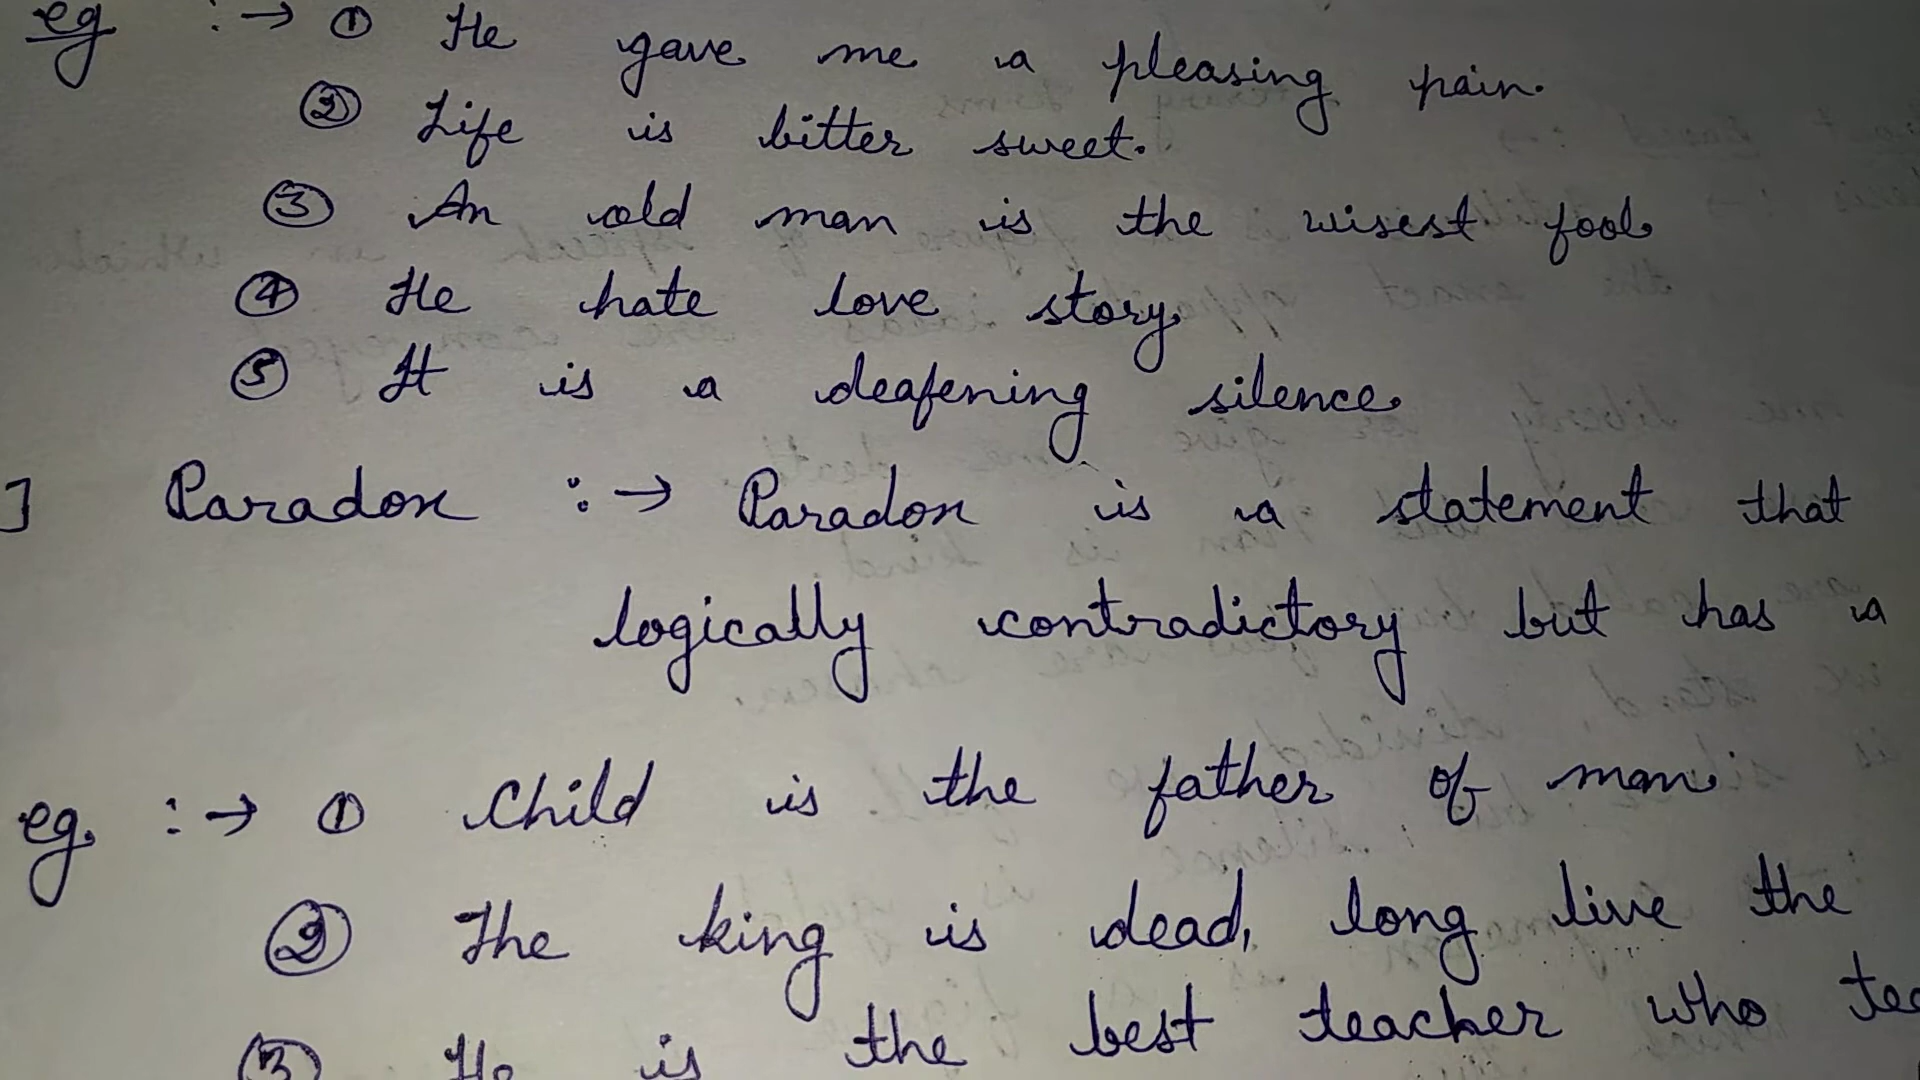 eg :→ ① He gave me a pleasing pain.
② Life is bitter sweet.
③ An old man is the wisest fool.
④ He hate love story.
⑤ It is a deafening silence.
] Paradox :→ Paradox is a statement that
logically contradictory but has a
eg. :→ ① Child is the father of man.
② The king is dead, long live the
③ He is the best teacher who